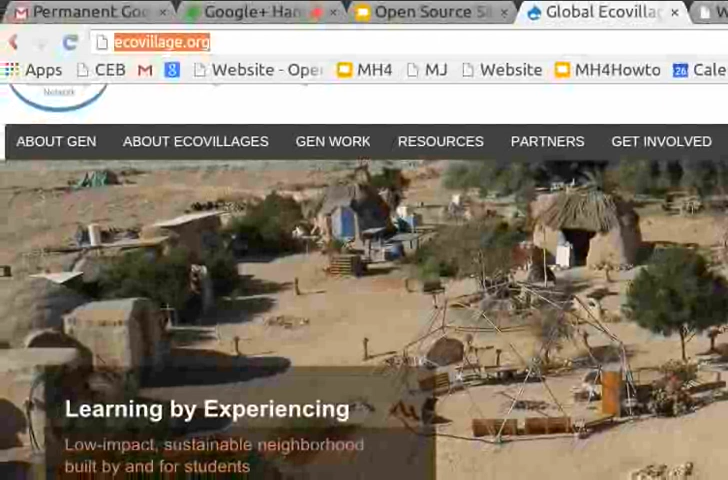 Permanent Goo
Google+ Han
Open Source
Global Ecovillag
ecovillage.org
Apps
CEB
Website - Ope
MH4
MJ
Website
MH4Howto
26
Cale
Network
ABOUT GEN
ABOUT ECOVILLAGES
GEN WORK
RESOURCES
PARTNERS
GET INVOLVED
Learning by Experiencing
Low-impact, sustainable neighborhood
built by and for students